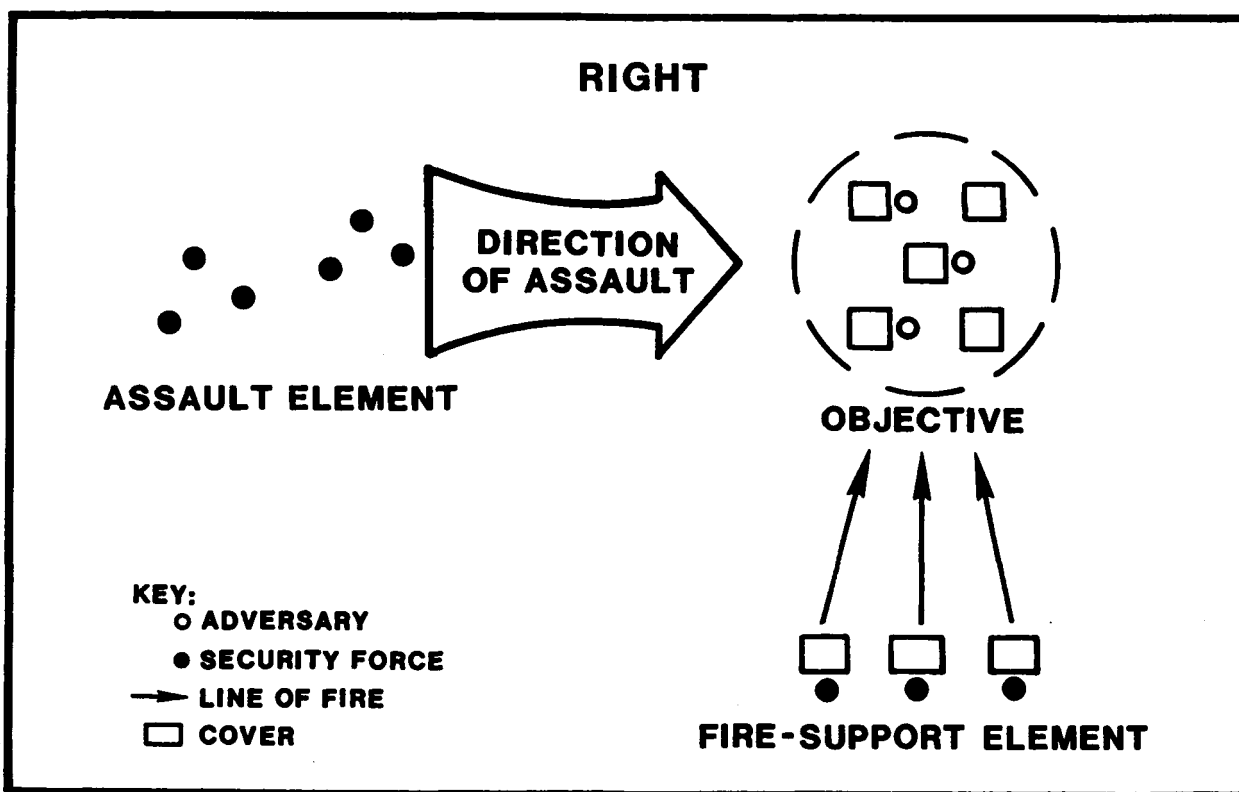 RIGHT
DIRECTION
OF ASSAULT
ASSAULT ELEMENT
OBJECTIVE
KEY:
ADVERSARY
SECURITY FORCE
LINE OF FIRE
COVER
FIRE-SUPPORT ELEMENT